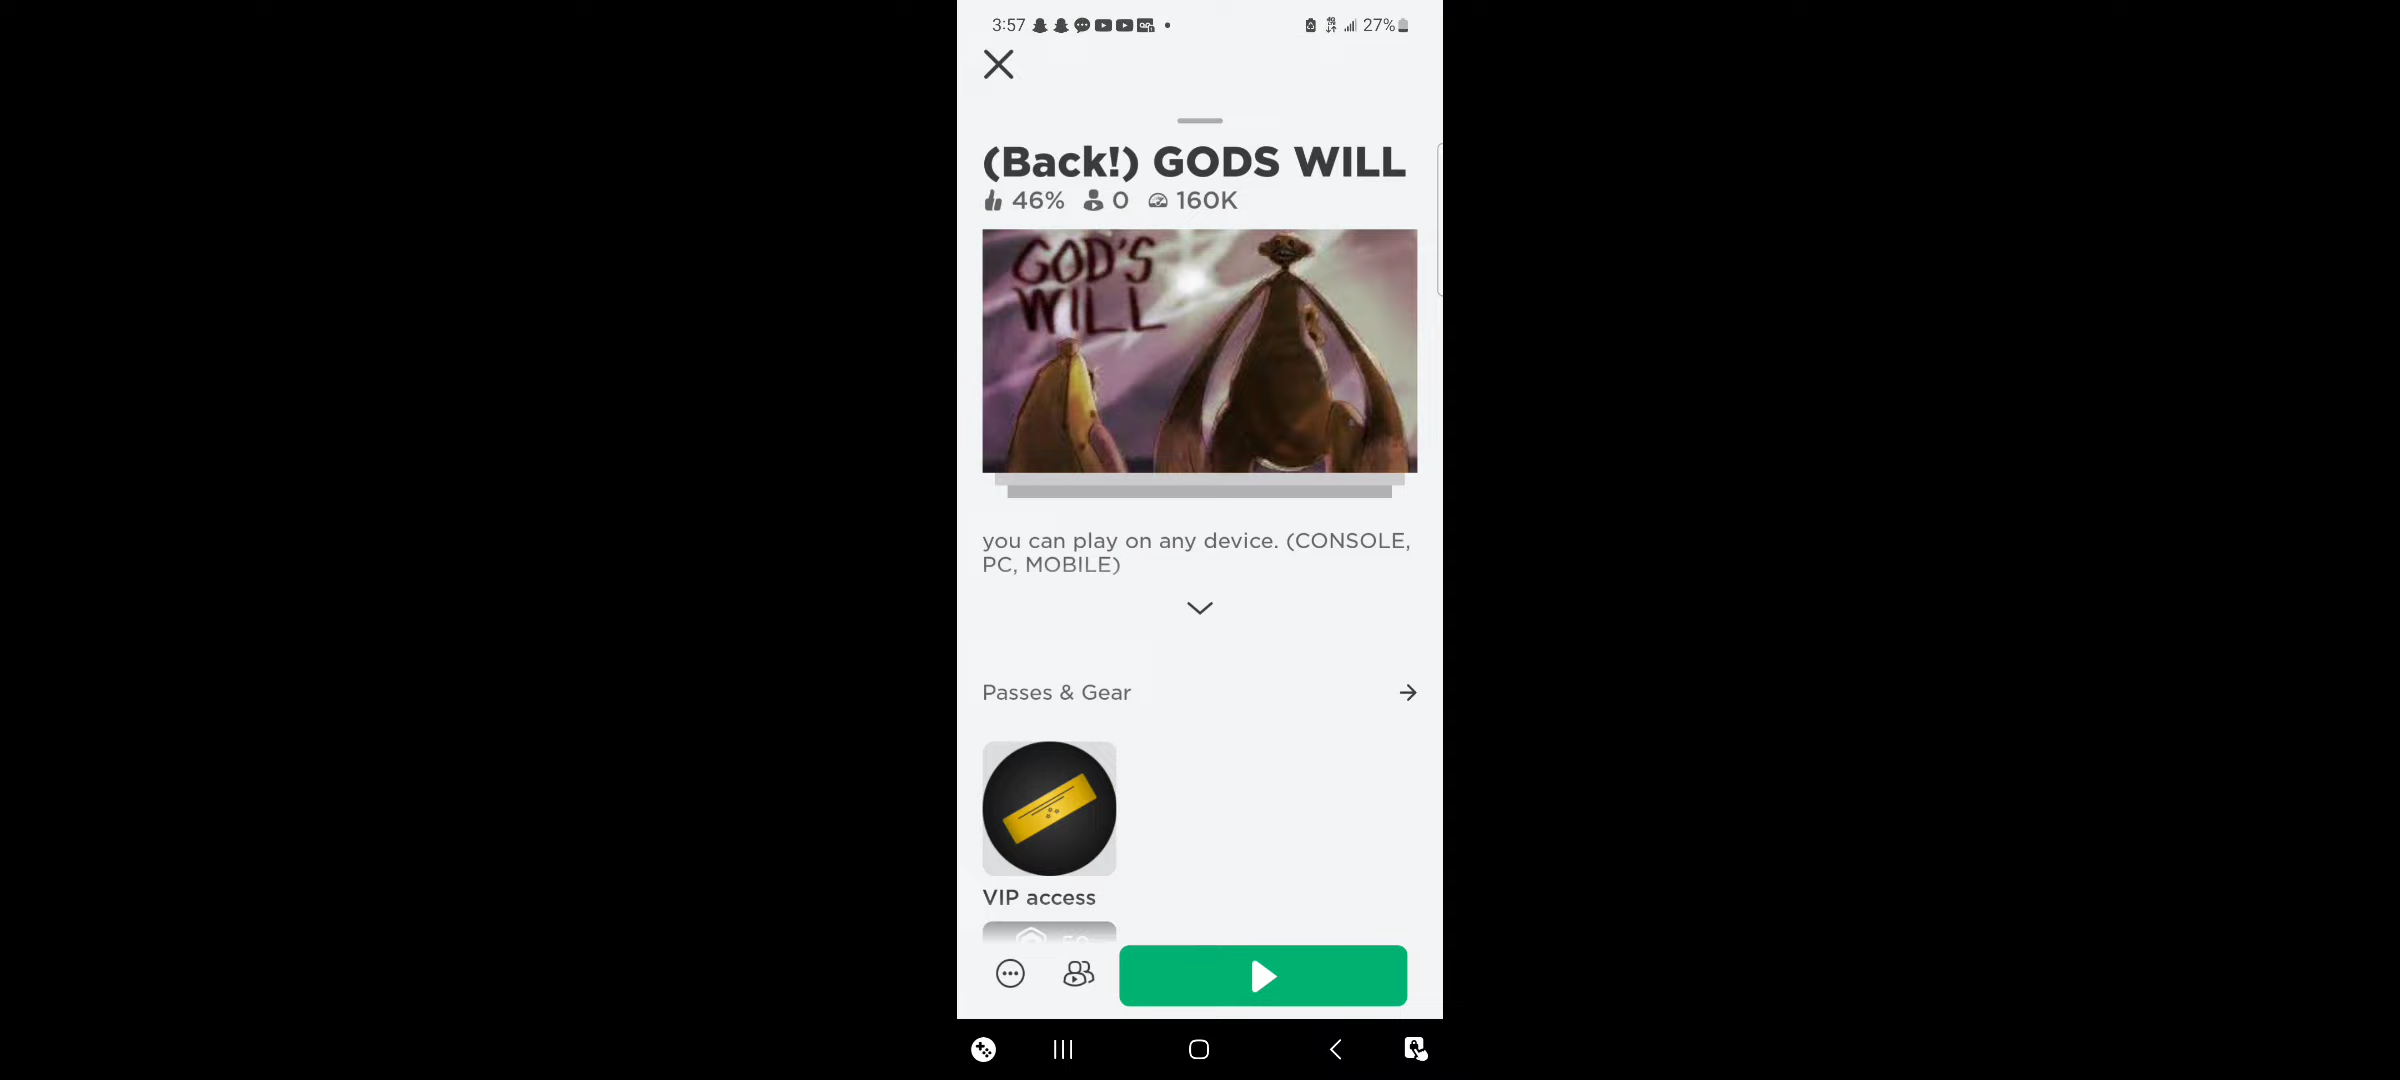 3:57
27%
(Back!) GODS WILL
46% 0 160K
GOD'S
WILL
you can play on any device. (CONSOLE,
PC, MOBILE)
Passes & Gear
VIP access